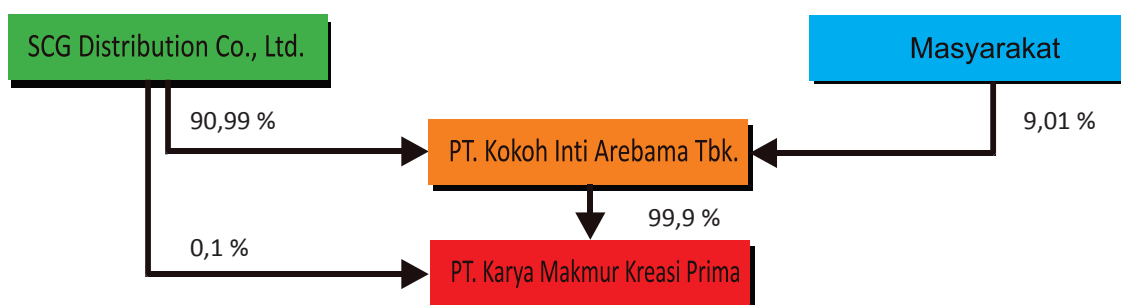 SCG Distribution Co., Ltd.
Masyarakat
90,99 %
9,01 %
PT. Kokoh Inti Arebama Tbk.
99,9 %
0,1 %
PT. Karya Makmur Kreasi Prima